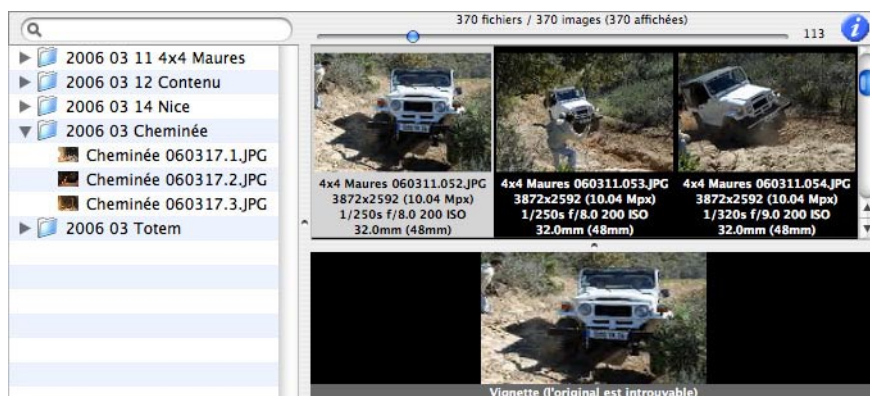 370 fichiers / 370 images (370 affichées)
113
2006 03 11 4x4 Maures
2006 03 12 Contenu
2006 03 14 Nice
2006 03 Cheminée
Cheminée 060317.1.JPG
Cheminée 060317.2.JPG
Cheminée 060317.3.JPG
2006 03 Totem
4x4 Maures 060311.052.JPG
3872x2592 (10.04 Mpx)
1/250s f/8.0 200 ISO
32.0mm (48mm)
4x4 Maures 060311.053.JPG
3872x2592 (10.04 Mpx)
1/250s f/8.0 200 ISO
32.0mm (48mm)
4x4 Maures 060311.054.JPG
3872x2592 (10.04 Mpx)
1/320s f/9.0 200 ISO
32.0mm (48mm)
Vignette (l'original est introuvable)